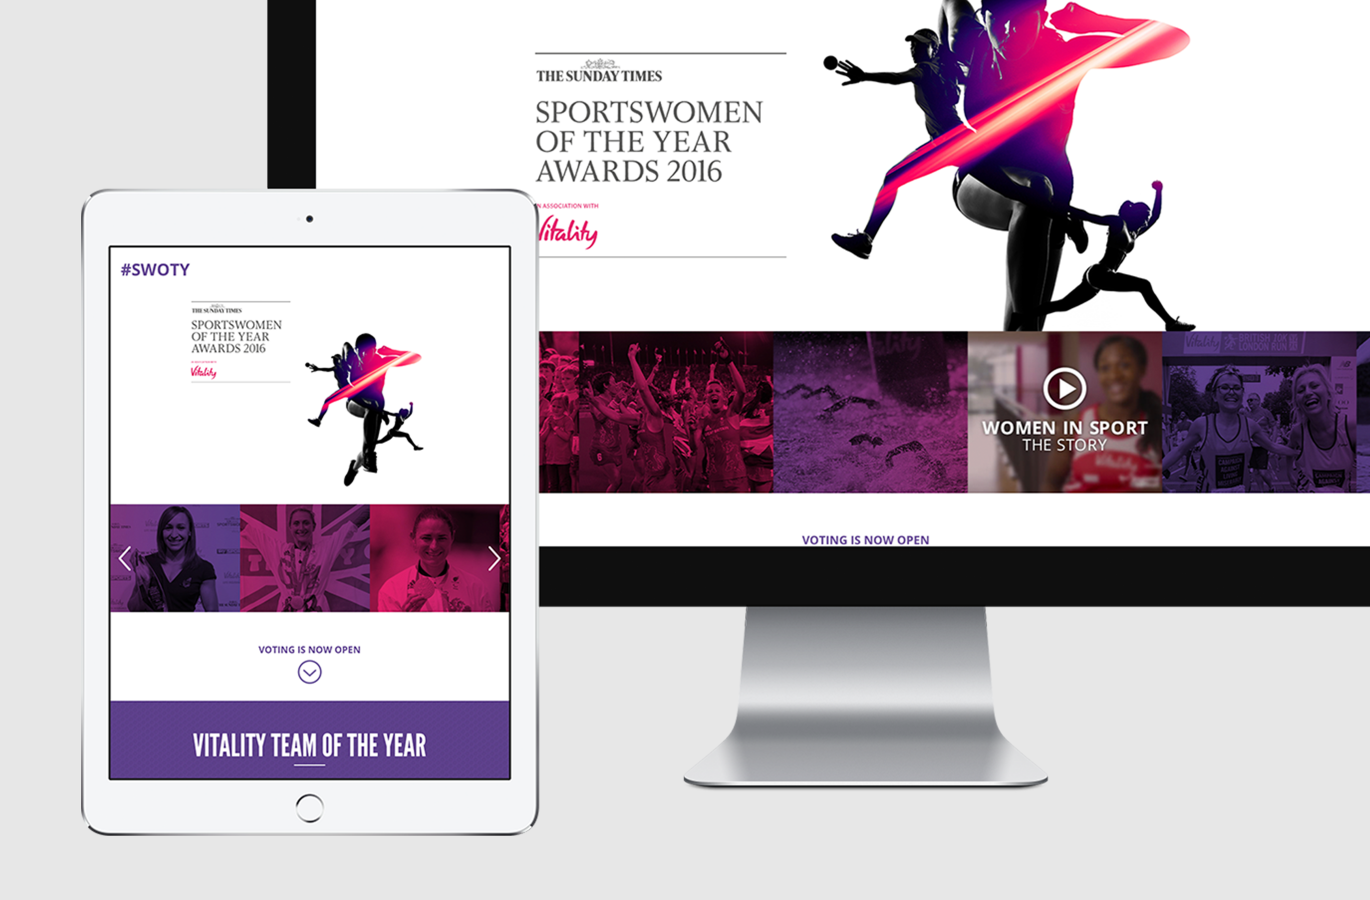 THE SUNDAY TIMES
SPORTSWOMEN
OF THE YEAR
AWARDS 2016
IN ASSOCIATION WITH
Vitality
WOMEN IN SPORT
THE STORY
VOTING IS NOW OPEN
#SWOTY
THE SUNDAY TIMES
SPORTSWOMEN
OF THE YEAR
AWARDS 2016
Vitality
VOTING IS NOW OPEN
VITALITY TEAM OF THE YEAR